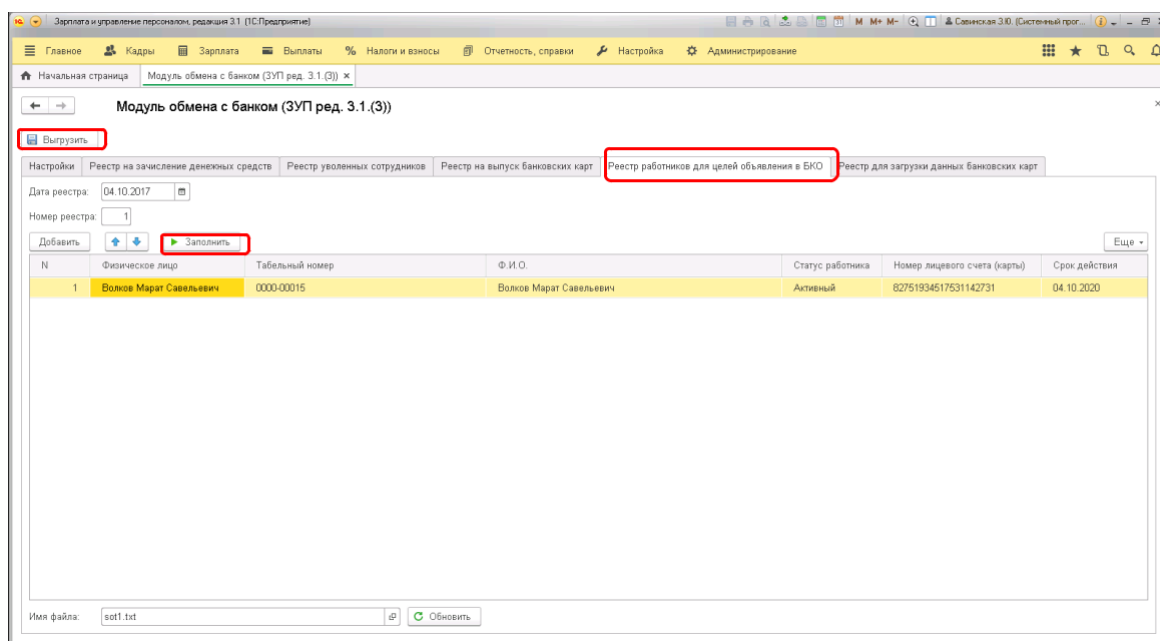 Зарплата и управление персоналом, редакция 3.1 (1С:Предприятие) M M+ M- Савинская З.Ю. (Системный прог...
Главное Кадры Зарплата Выплаты % Налоги и взносы Отчетность, справки Настройка Администрирование
Начальная страница Модуль обмена с банком (ЗУП ред. 3.1.(3)) ×
Модуль обмена с банком (ЗУП ред. 3.1.(3))
Выгрузить
Настройки Реестр на зачисление денежных средств Реестр уволенных сотрудников Реестр на выпуск банковских карт Реестр работников для целей объявления в БКО Реестр для загрузки данных банковских карт
Дата реестра: 04.10.2017
Номер реестра: 1
Добавить Заполнить Еще
N Физическое лицо Табельный номер Ф.И.О. Статус работника Номер лицевого счета (карты) Срок действия
1 Волков Марат Савельевич 0000-00015 Волков Марат Савельевич Активный 82751934517531142731 04.10.2020
Имя файла: sot1.txt Обновить